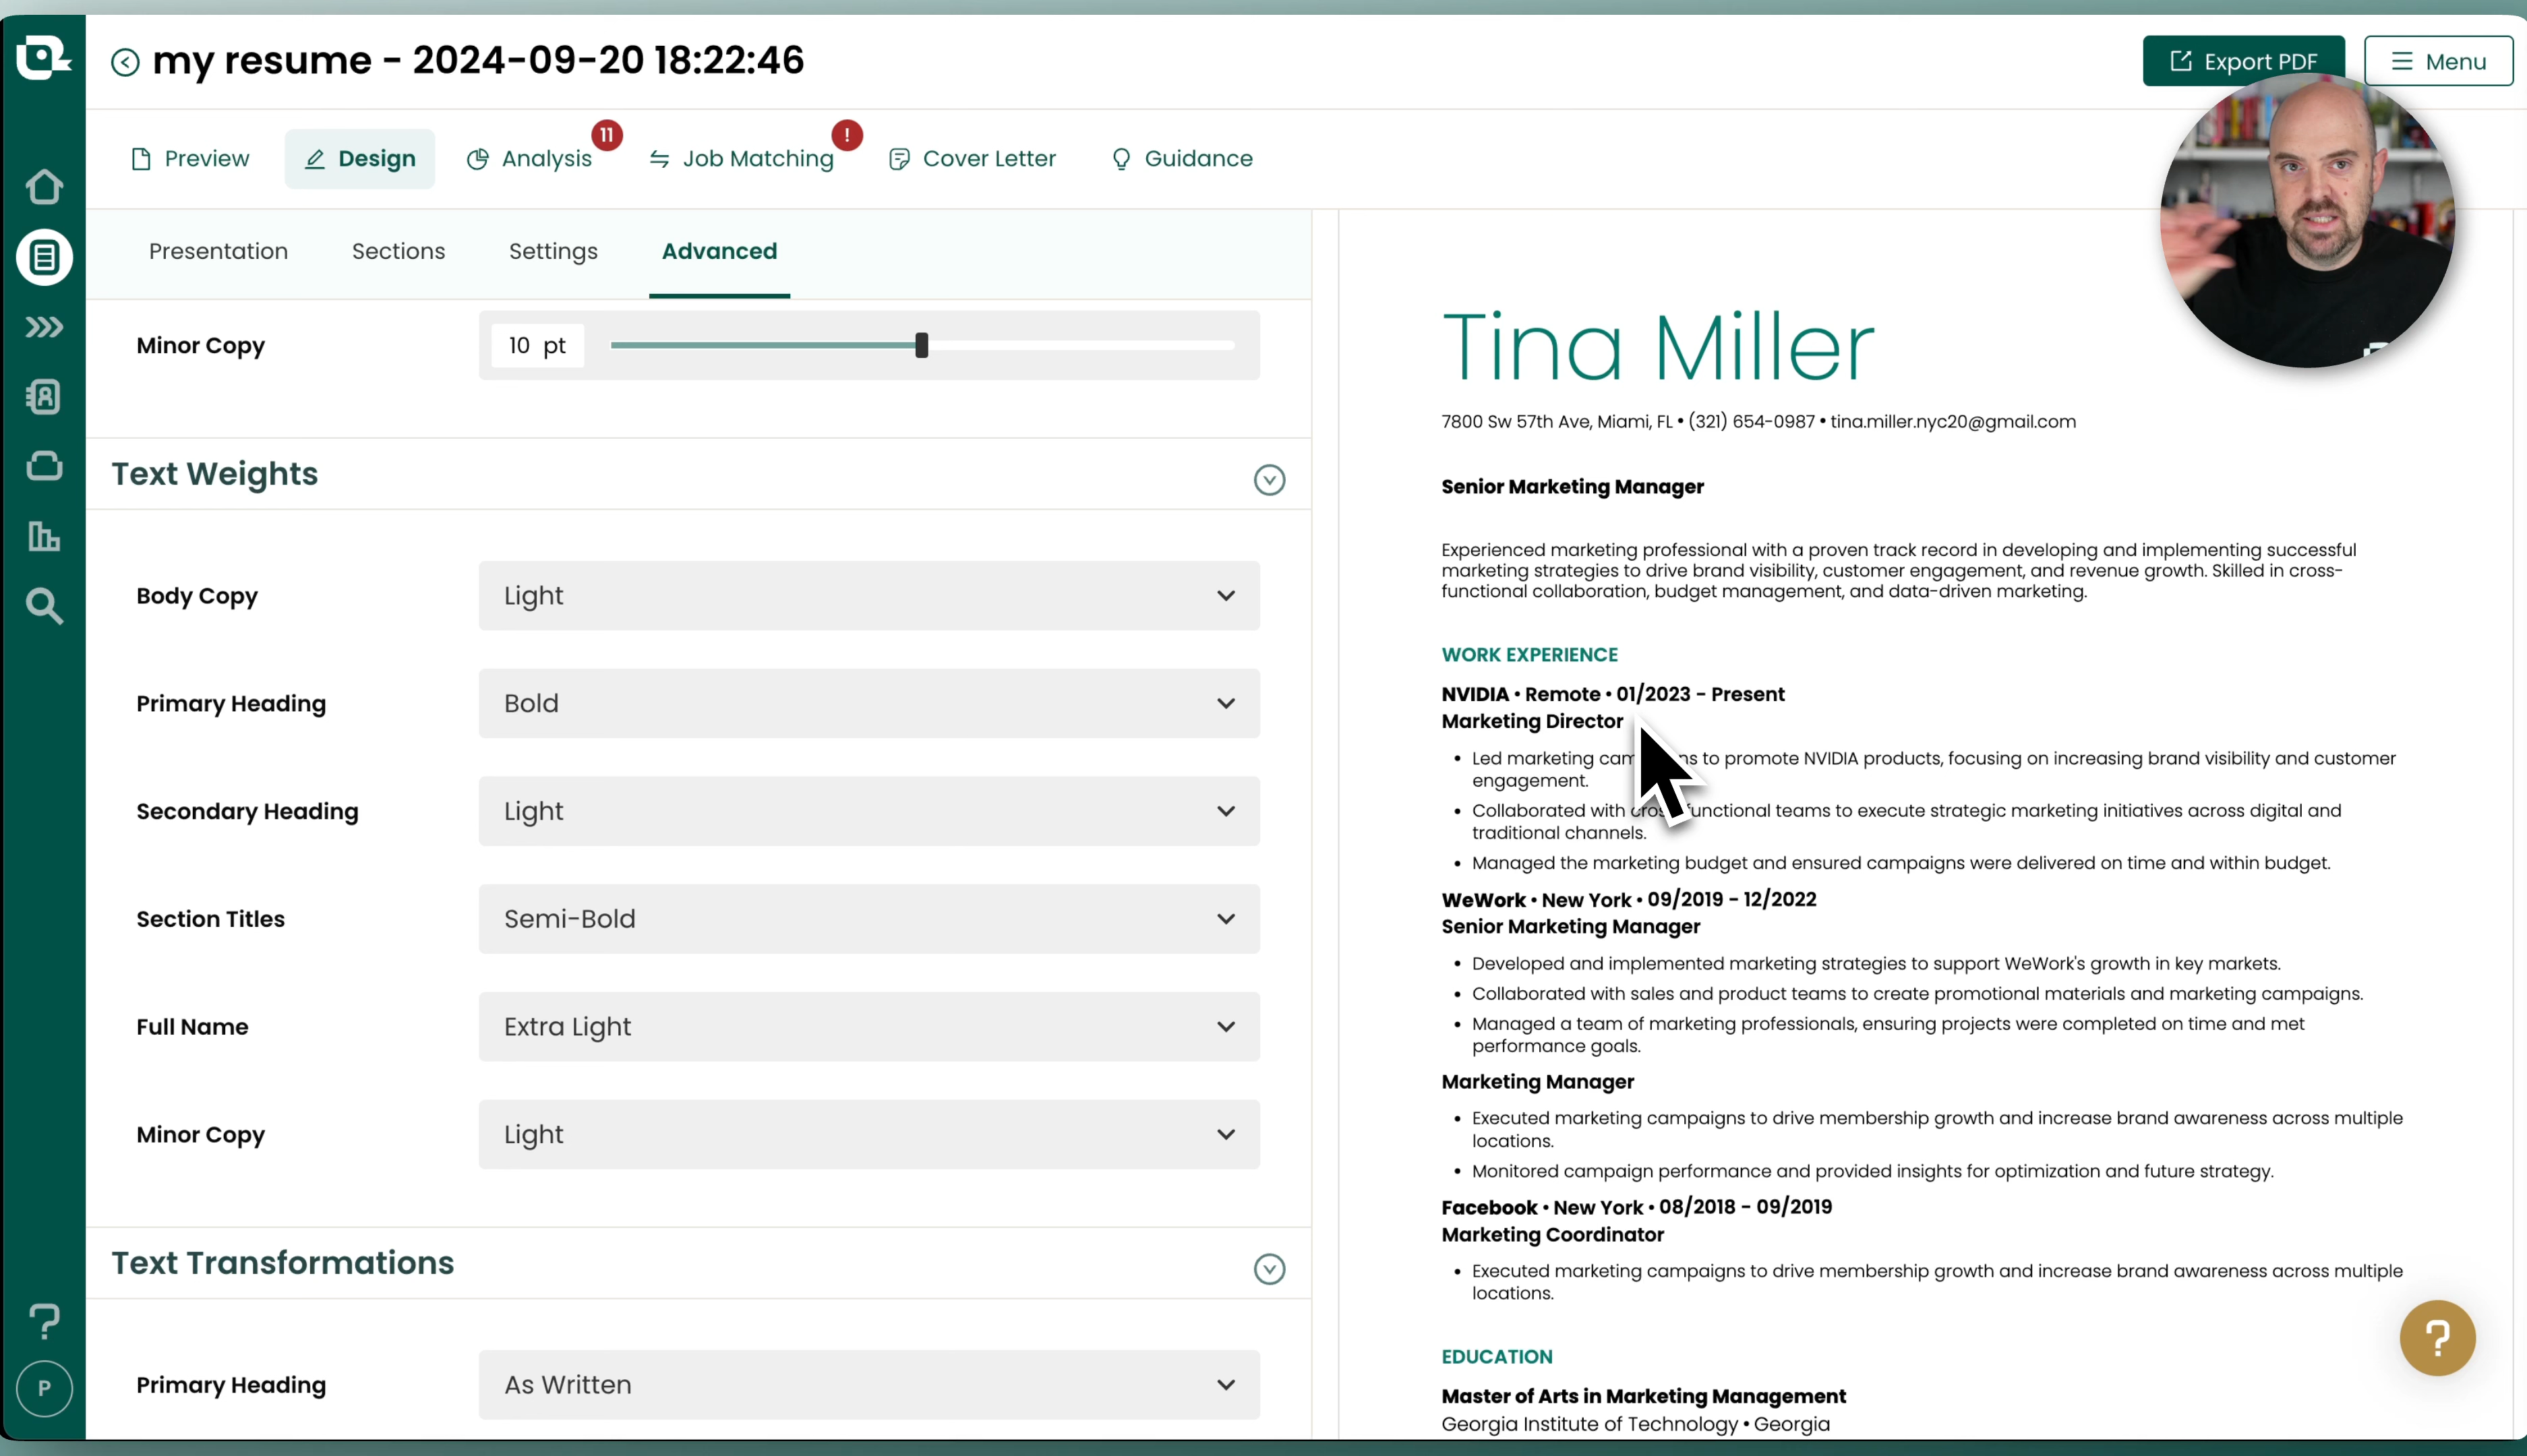 my resume - 2024-09-20 18:22:46
Export PDF
Menu
Preview
Design
Analysis
11
Job Matching
!
Cover Letter
Guidance
Presentation
Sections
Settings
Advanced
Minor Copy
10 pt
Text Weights
Body Copy
Light
Primary Heading
Bold
Secondary Heading
Light
Section Titles
Semi-Bold
Full Name
Extra Light
Minor Copy
Light
Text Transformations
Primary Heading
As Written
?
P
Tina Miller
7800 Sw 57th Ave, Miami, FL • (321) 654-0987 • tina.miller.nyc20@gmail.com
Senior Marketing Manager
Experienced marketing professional with a proven track record in developing and implementing successful
marketing strategies to drive brand visibility, customer engagement, and revenue growth. Skilled in cross-
functional collaboration, budget management, and data-driven marketing.
WORK EXPERIENCE
NVIDIA • Remote • 01/2023 - Present
Marketing Director
• Led marketing to promote NVIDIA products, focusing on increasing brand visibility and customer
engagement.
• Collaborated with functional teams to execute strategic marketing initiatives across digital and
traditional channels.
• Managed the marketing budget and ensured campaigns were delivered on time and within budget.
WeWork • New York • 09/2019 - 12/2022
Senior Marketing Manager
• Developed and implemented marketing strategies to support WeWork's growth in key markets.
• Collaborated with sales and product teams to create promotional materials and marketing campaigns.
• Managed a team of marketing professionals, ensuring projects were completed on time and met
performance goals.
Marketing Manager
• Executed marketing campaigns to drive membership growth and increase brand awareness across multiple
locations.
• Monitored campaign performance and provided insights for optimization and future strategy.
Facebook • New York • 08/2018 - 09/2019
Marketing Coordinator
• Executed marketing campaigns to drive membership growth and increase brand awareness across multiple
locations.
EDUCATION
Master of Arts in Marketing Management
Georgia Institute of Technology • Georgia
?